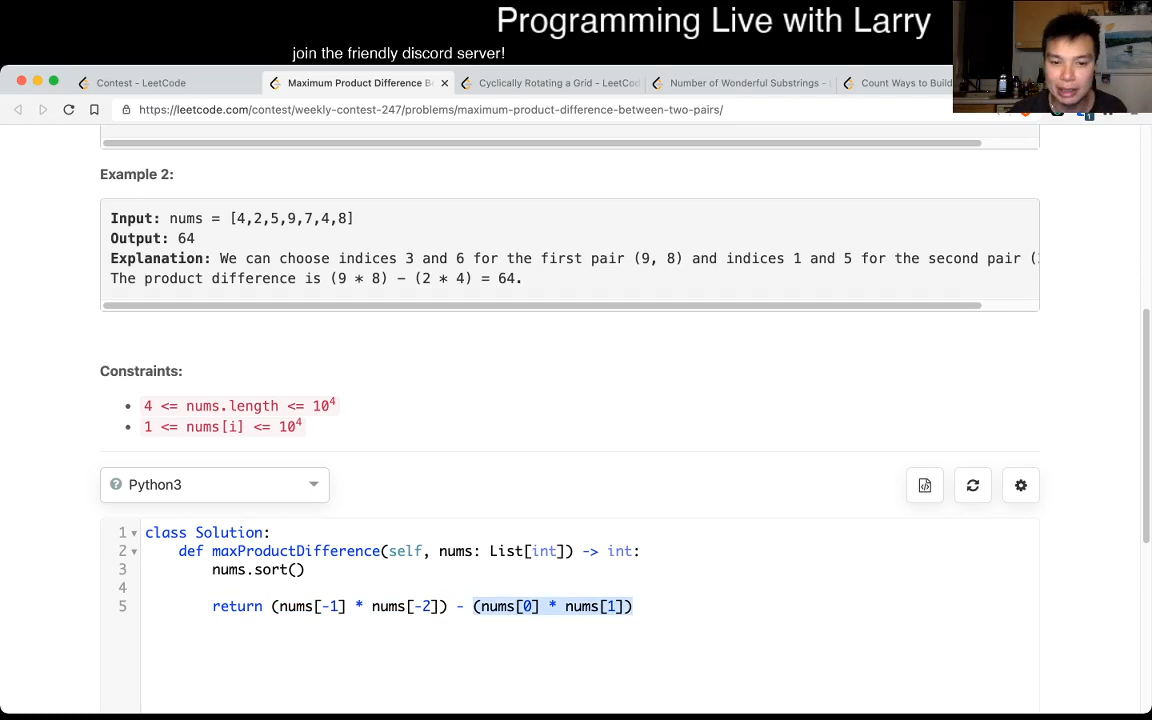 Programming Live with Larry
join the friendly discord server!
Contest - LeetCode
Maximum Product Difference B
Cyclically Rotating a Grid - LeetCod
Number of Wonderful Substrings -
Count Ways to Build
https://leetcode.com/contest/weekly-contest-247/problems/maximum-product-difference-between-two-pairs/
Example 2:
Input: nums = [4,2,5,9,7,4,8]
Output: 64
Explanation: We can choose indices 3 and 6 for the first pair (9, 8) and indices 1 and 5 for the second pair (
The product difference is (9 * 8) - (2 * 4) = 64.
Constraints:
4 <= nums.length <= 10⁴
1 <= nums[i] <= 10⁴
Python3
1 class Solution:
2 def maxProductDifference(self, nums: List[int]) -> int:
3 nums.sort()
4
5 return (nums[-1] * nums[-2]) - (nums[0] * nums[1])